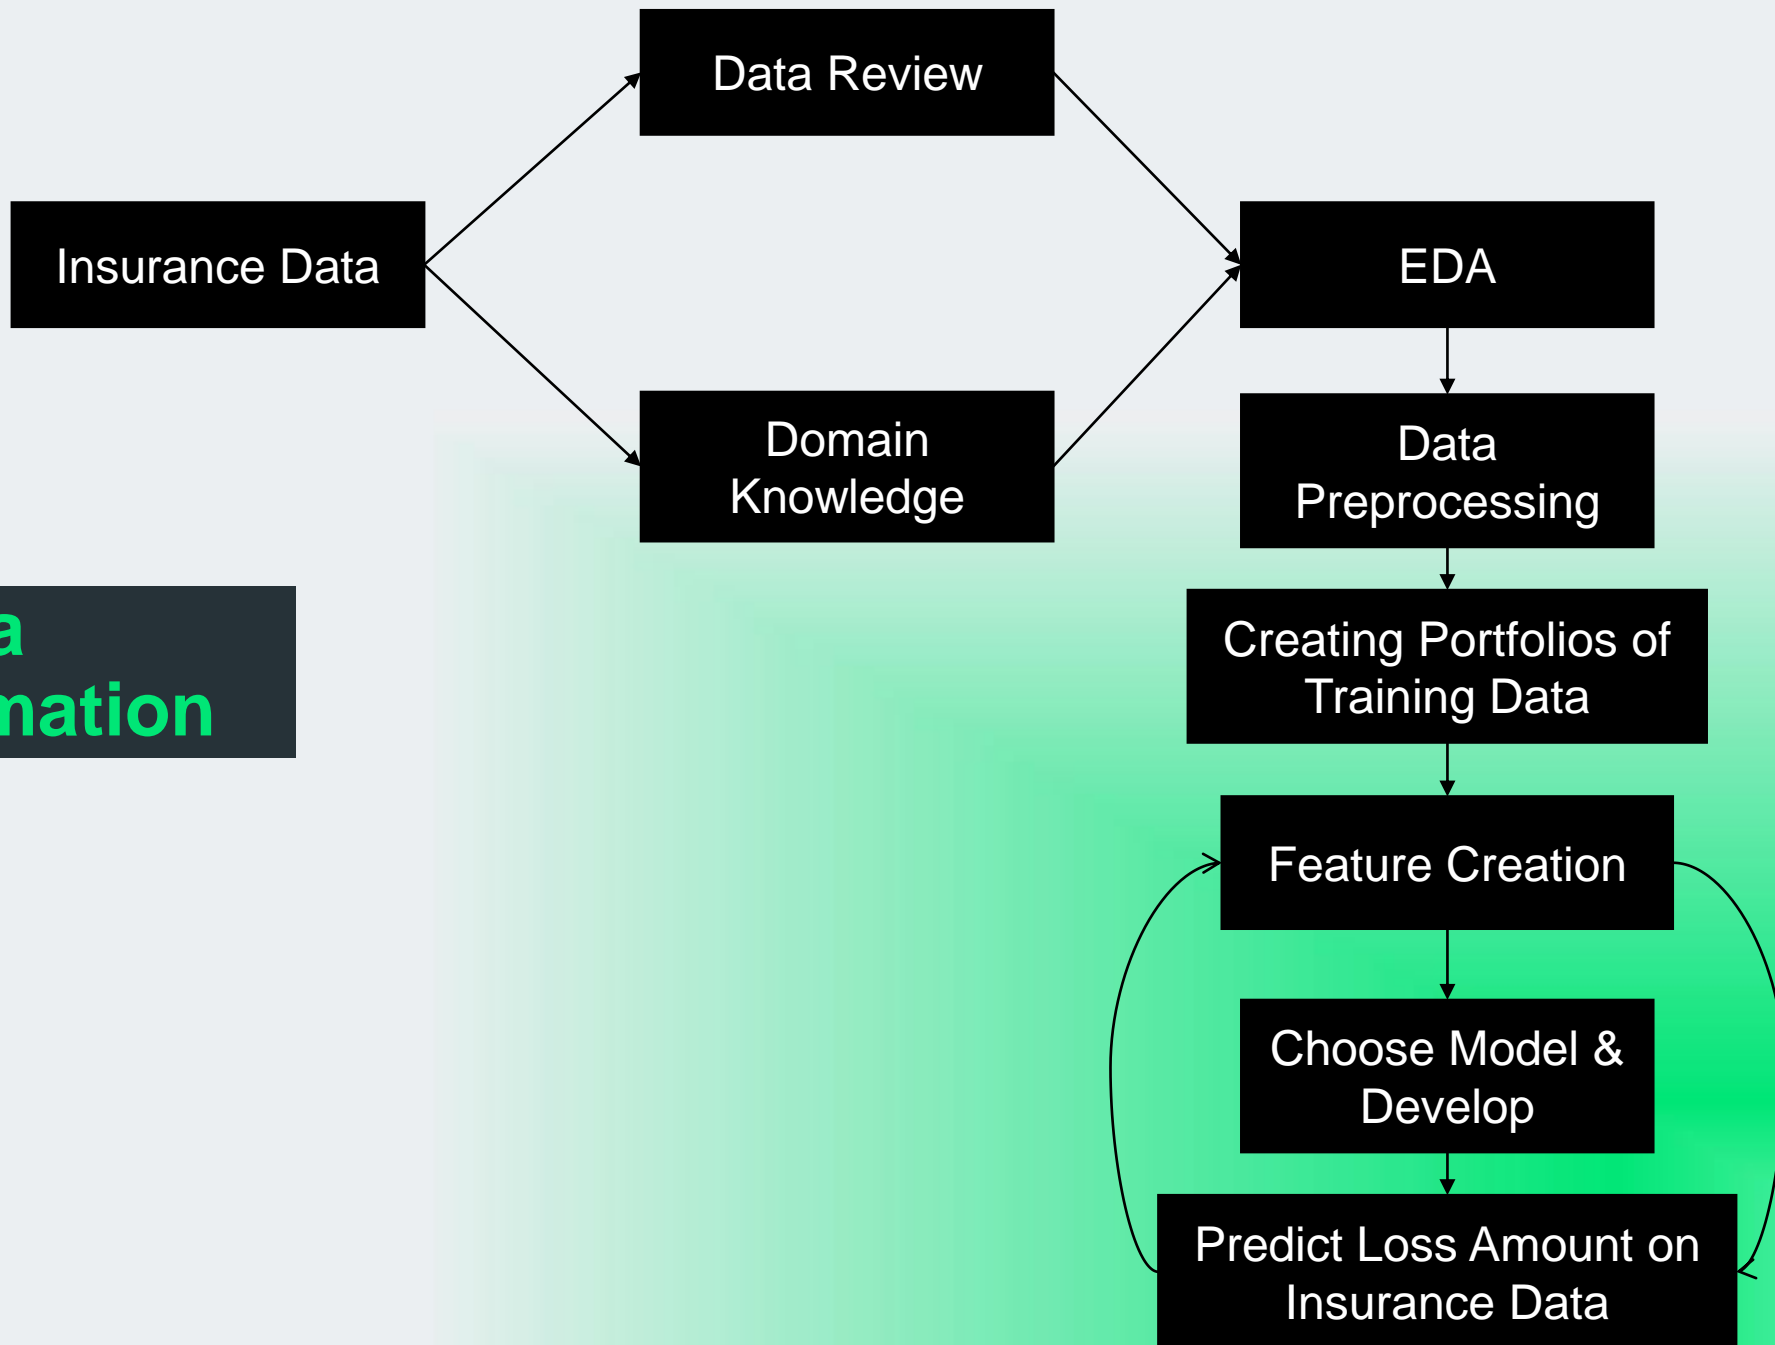 Data Review
Insurance Data
EDA
Domain
Knowledge
Data
Preprocessing
Creating Portfolios of
Training Data
Feature Creation
Choose Model &
Develop
Predict Loss Amount on
Insurance Data